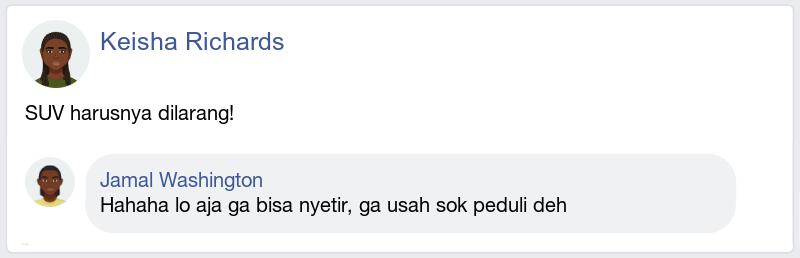 Keisha Richards
SUV harusnya dilarang!
Jamal Washington
Hahaha lo aja ga bisa nyetir, ga usah sok peduli deh